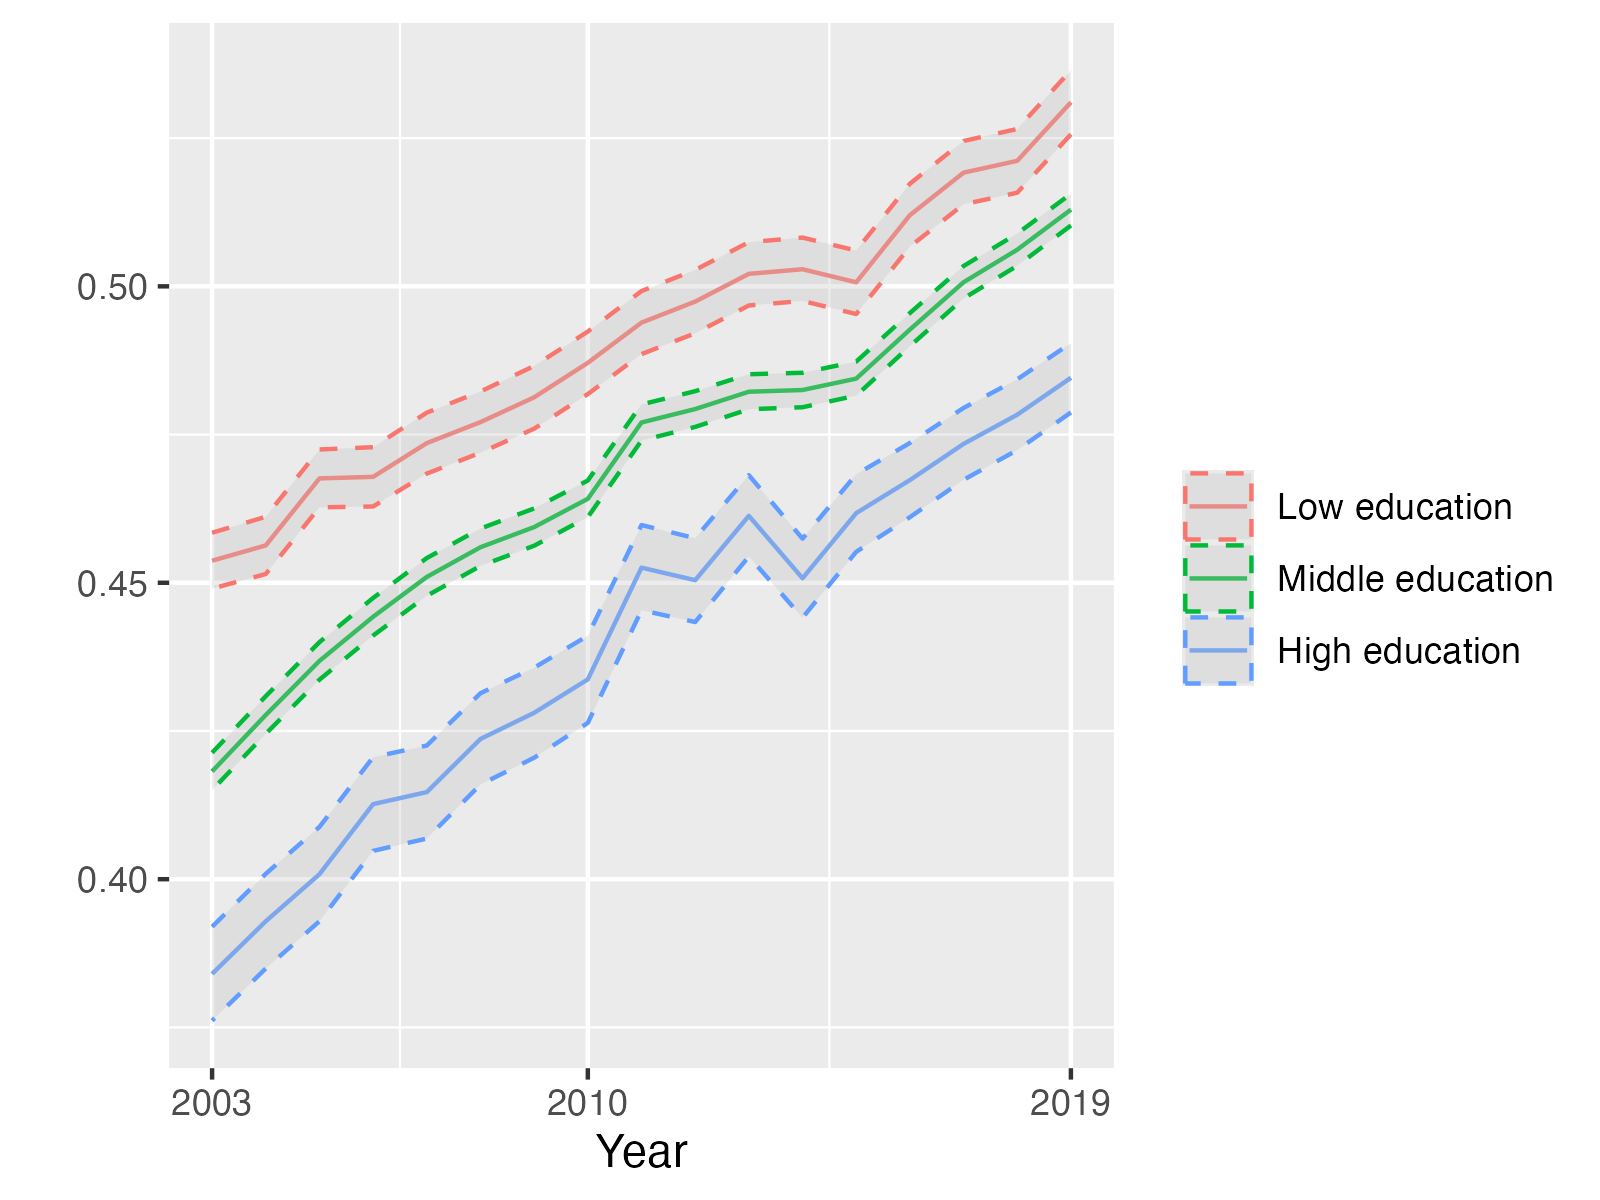 0.50
0.45
0.40
2003 2010 2019
Year
Low education
Middle education
High education